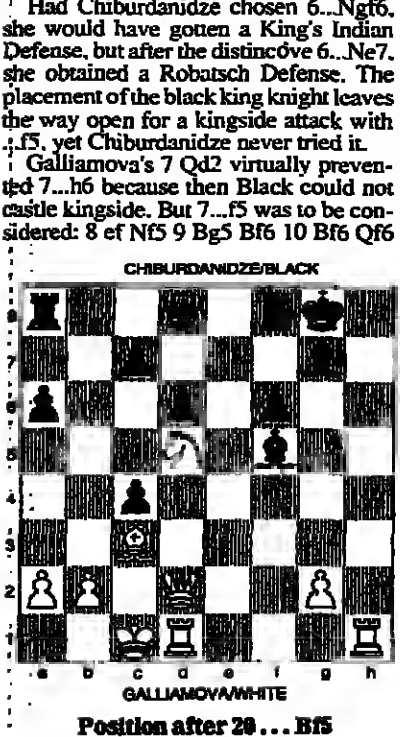 Had Chiburdanidze chosen 6...Ngf6,
she would have gotten a King's Indian
Defense, but after the distincdve 6...Ne7,
she obtained a Robatsch Defense. The
placement of the black king knight leaves
the way open for a kingside attack with
...f5, yet Chiburdanidze never tried it.
Galliamova's 7 Qd2 virtually preven-
ted 7...h6 because then Black could not
castle kingside. But 7...f5 was to be con-
sidered: 8 ef Nf5 9 Bg5 Bf6 10 Bf6 Qf6
CHIBURDANIDZE/BLACK
8
7
6
5
4
3
2
1
a b c d e f g h
GALLIAMOVA/WHITE
Position after 20 . . . Bf5